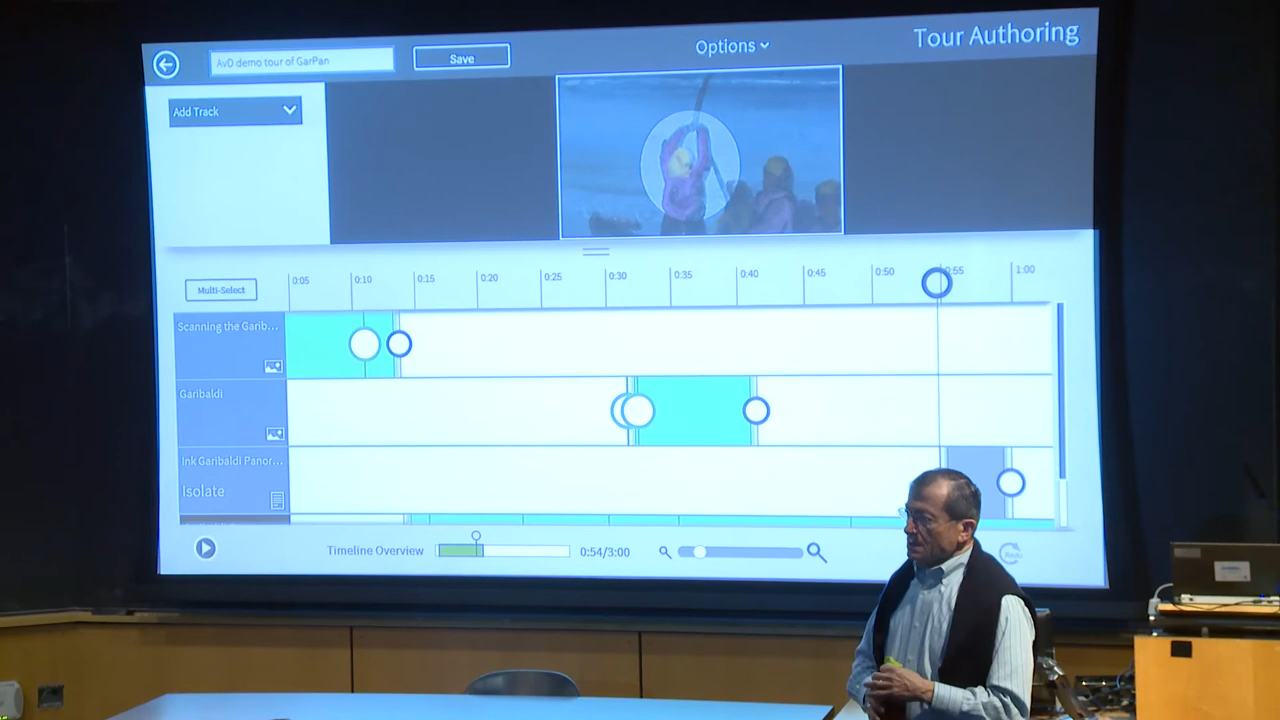 AvD demo tour of GarPan
Save
Options
Tour Authoring
Add Track
Multi-Select
0:05
0:10
0:15
0:20
0:25
0:30
0:35
0:40
0:45
0:50
0:55
1:00
Scanning the Garib...
Garibaldi
Ink Garibaldi Panor...
Isolate
Timeline Overview
0:54/3:00
Redo